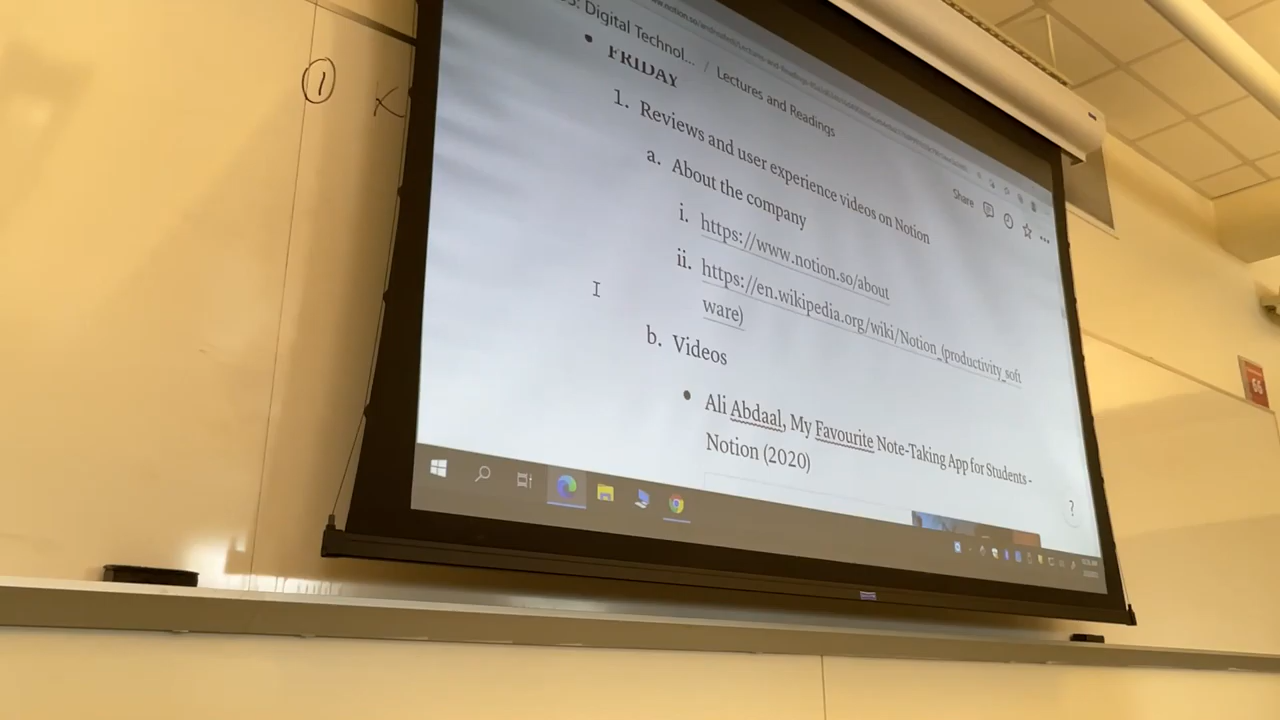 ①
K
Digital Technol... / Lectures and Readings
Share
• FRIDAY
1. Reviews and user experience videos on Notion
a. About the company
i. https://www.notion.so/about
ii. https://en.wikipedia.org/wiki/Notion_(productivity_soft
ware)
b. Videos
• Ali Abdaal, My Favourite Note-Taking App for Students -
Notion (2020)
?